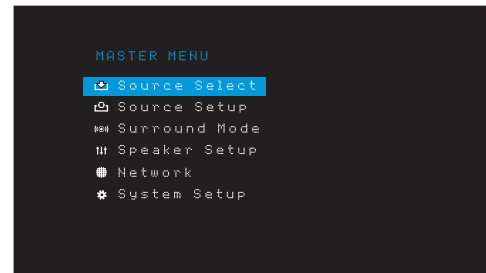 MASTER MENU
Source Select
Source Setup
Surround Mode
Speaker Setup
Network
System Setup